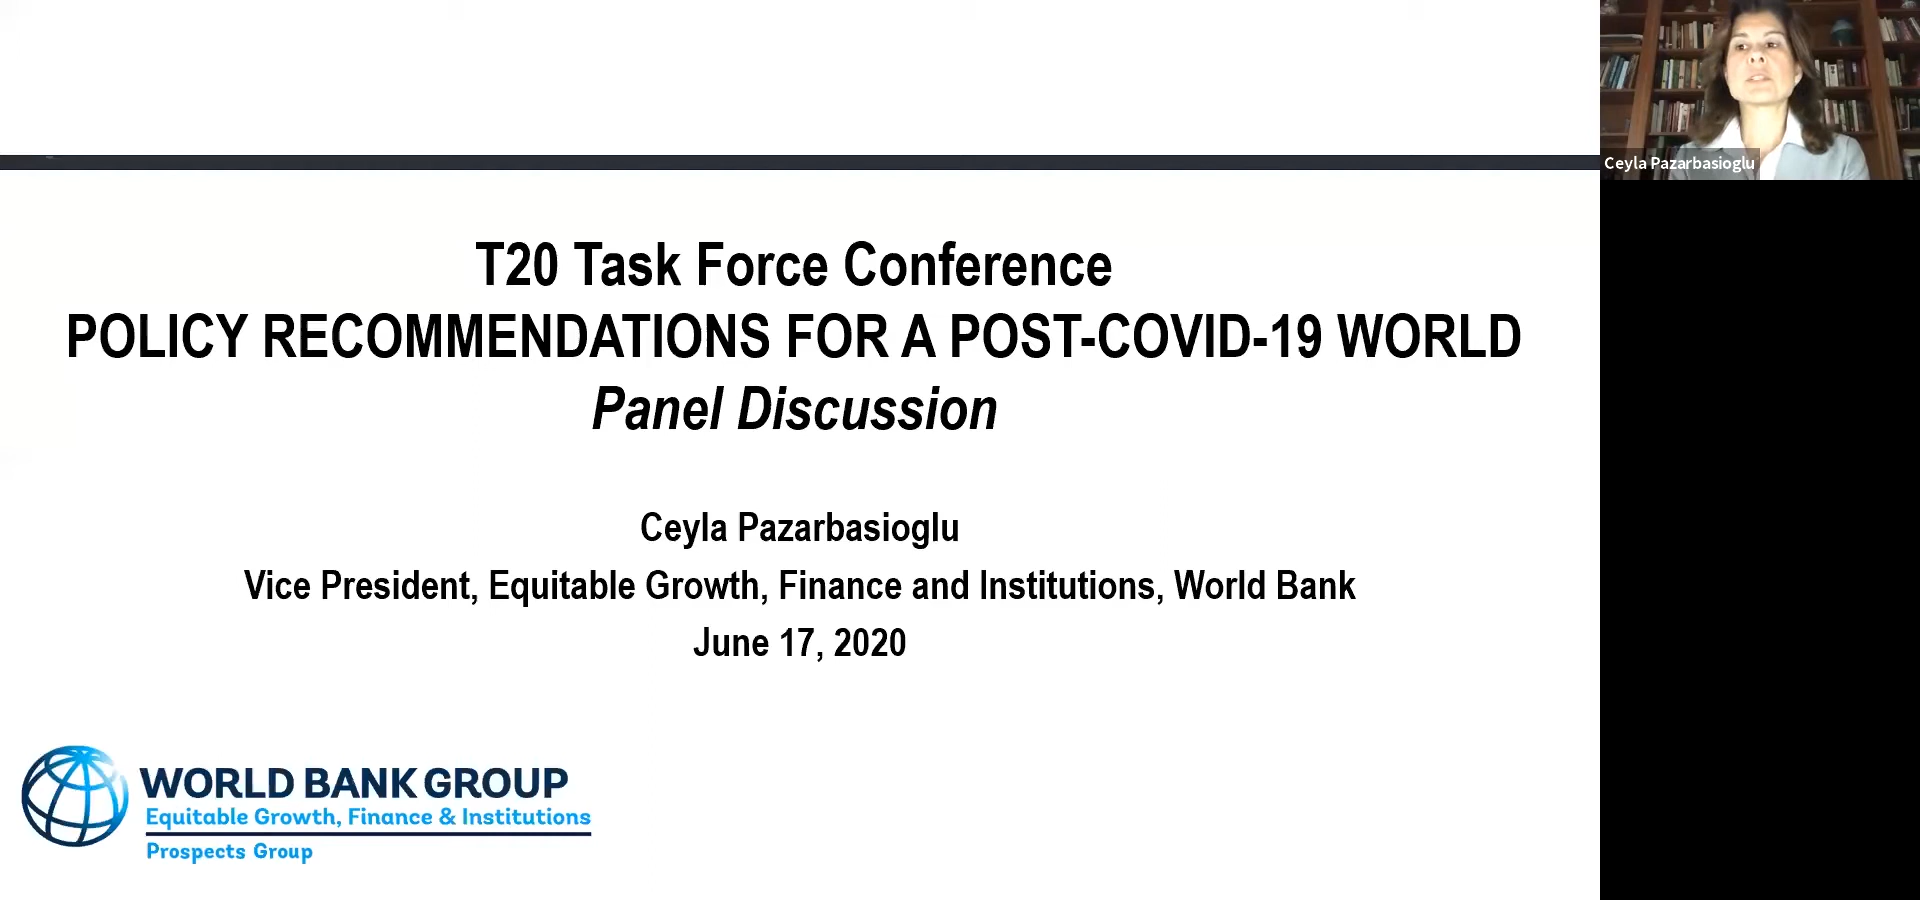 Ceyla Pazarbasioglu
T20 Task Force Conference
POLICY RECOMMENDATIONS FOR A POST-COVID-19 WORLD
Panel Discussion
Ceyla Pazarbasioglu
Vice President, Equitable Growth, Finance and Institutions, World Bank
June 17, 2020
WORLD BANK GROUP
Equitable Growth, Finance & Institutions
Prospects Group